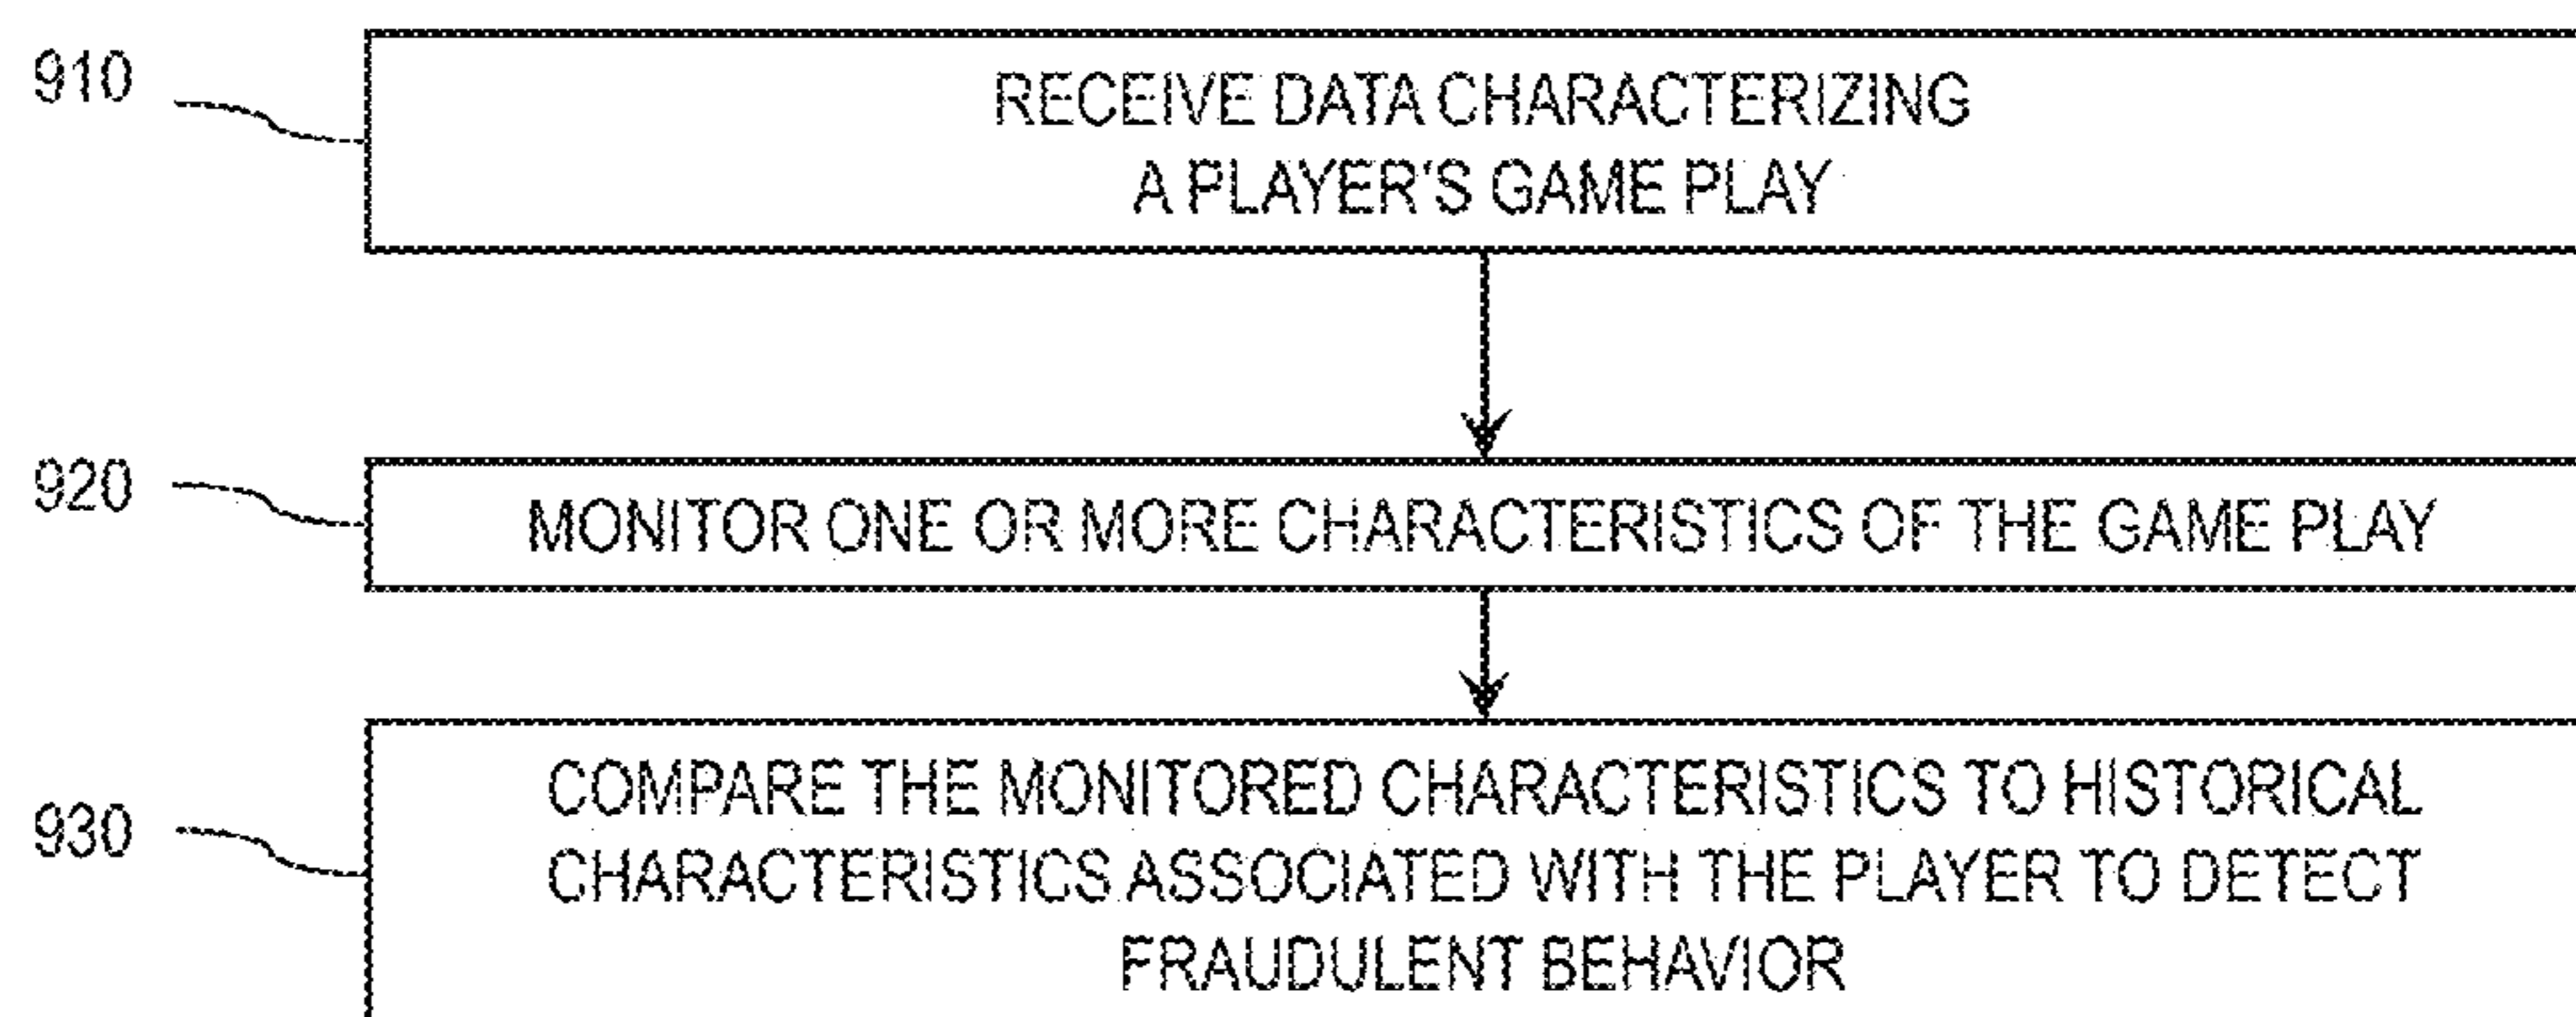 910
RECEIVE DATA CHARACTERIZING
A PLAYER'S GAME PLAY
920
MONITOR ONE OR MORE CHARACTERISTICS OF THE GAME PLAY
930
COMPARE THE MONITORED CHARACTERISTICS TO HISTORICAL
CHARACTERISTICS ASSOCIATED WITH THE PLAYER TO DETECT
FRAUDULENT BEHAVIOR